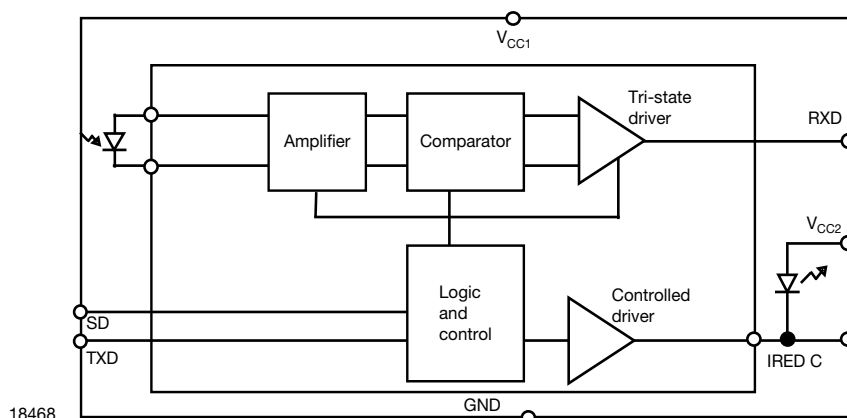 V_CC1
Tri-state
driver
RXD
Amplifier
Comparator
V_CC2
Logic
and
control
Controlled
driver
SD
TXD
IRED C
GND
18468